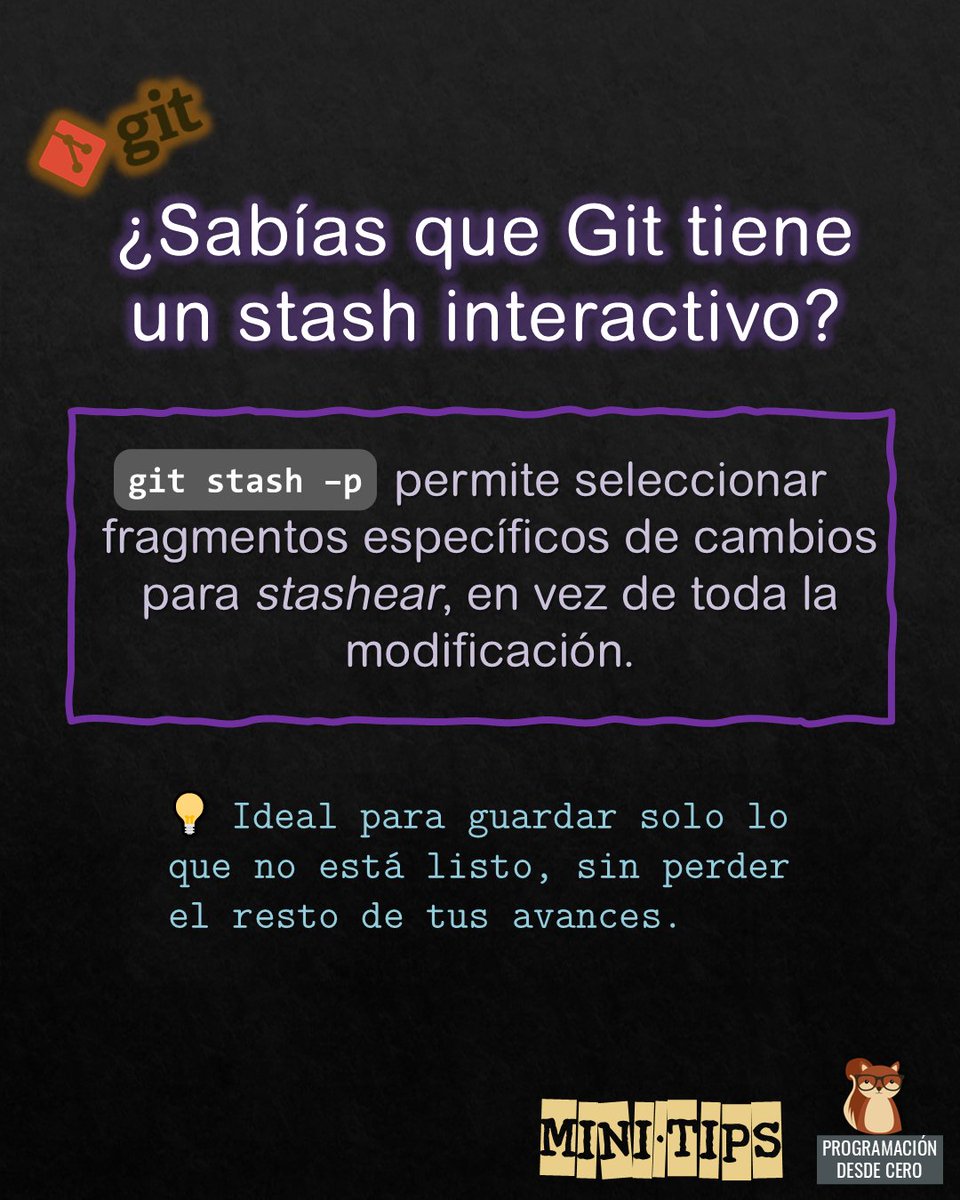 git
¿Sabías que Git tiene
un stash interactivo?
git stash –p permite seleccionar
fragmentos específicos de cambios
para stashear, en vez de toda la
modificación.
💡 Ideal para guardar solo lo
que no está listo, sin perder
el resto de tus avances.
MINI·TIPS
PROGRAMACIÓN
DESDE CERO